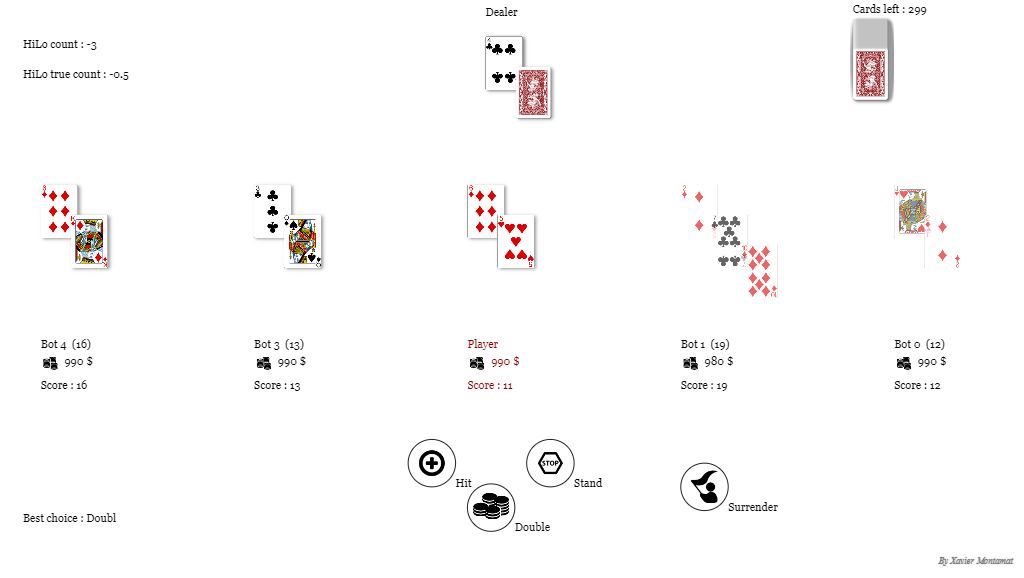 Dealer
Cards left : 299
HiLo count : -3
HiLo true count : -0.5
Bot 4 (16)
990 $
Score : 16
Bot 3 (13)
990 $
Score : 13
Player
990 $
Score : 11
Bot 1 (19)
980 $
Score : 19
Bot 0 (12)
990 $
Score : 12
Hit
STOP
Stand
Double
Surrender
Best choice : Doubl
By Xavier Montamat